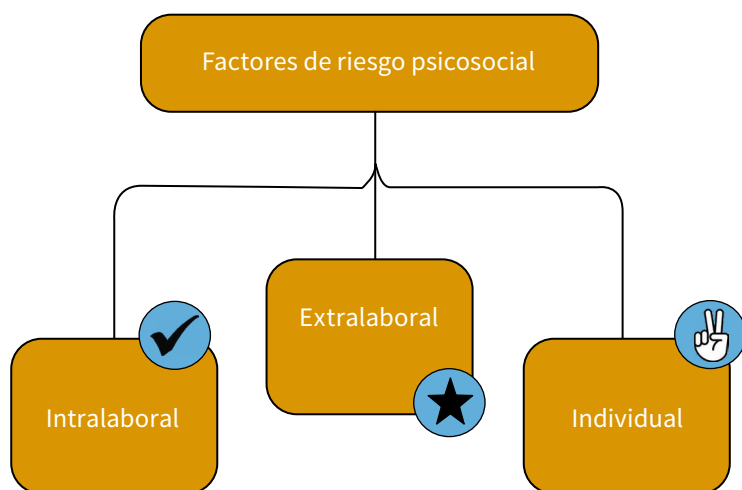 Factores de riesgo psicosocial
Extralaboral
Intralaboral
Individual